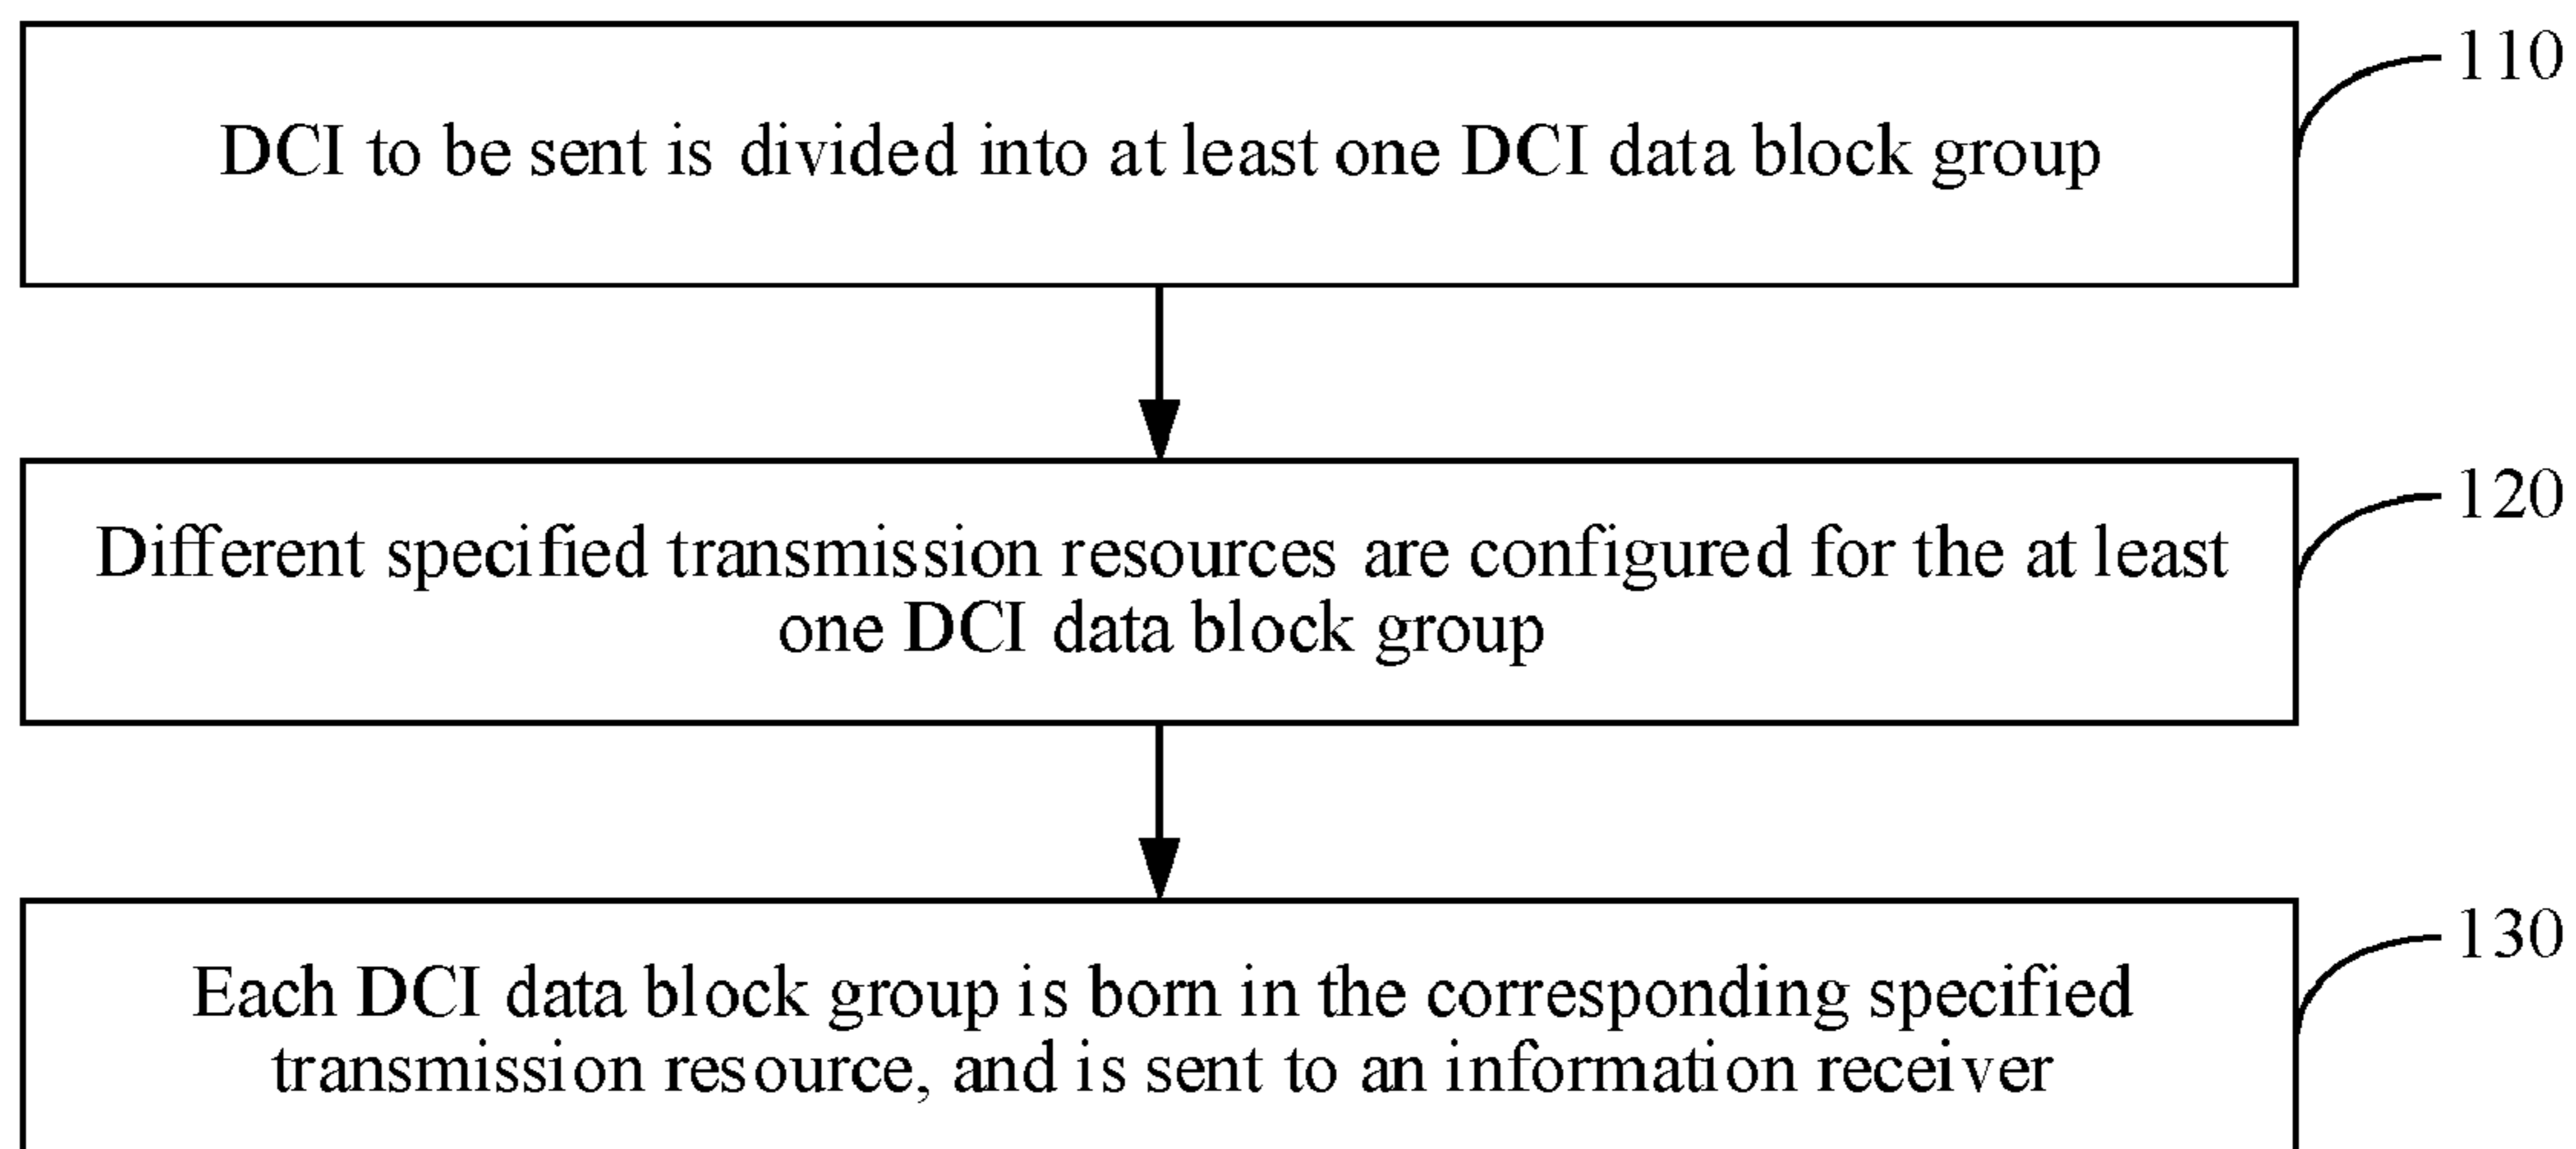 110
DCI to be sent is divided into at least one DCI data block group
120
Different specified transmission resources are configured for the at least
one DCI data block group
130
Each DCI data block group is born in the corresponding specified
transmission resource, and is sent to an information receiver